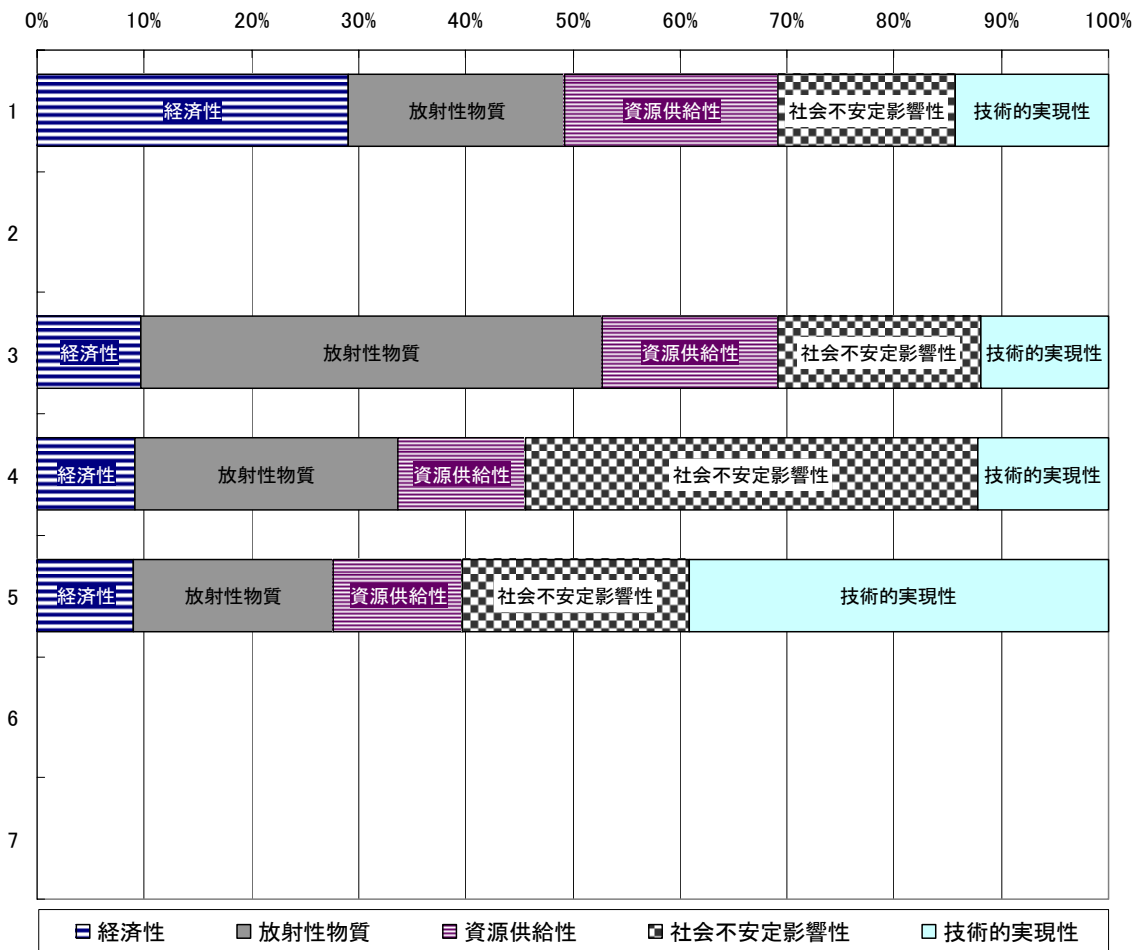 0% 10% 20% 30% 40% 50% 60% 70% 80% 90% 100%
1 経済性 放射性物質 資源供給性 社会不安定影響性 技術的実現性
2
3 経済性 放射性物質 資源供給性 社会不安定影響性 技術的実現性
4 経済性 放射性物質 資源供給性 社会不安定影響性 技術的実現性
5 経済性 放射性物質 資源供給性 社会不安定影響性 技術的実現性
6
7
経済性 放射性物質 資源供給性 社会不安定影響性 技術的実現性